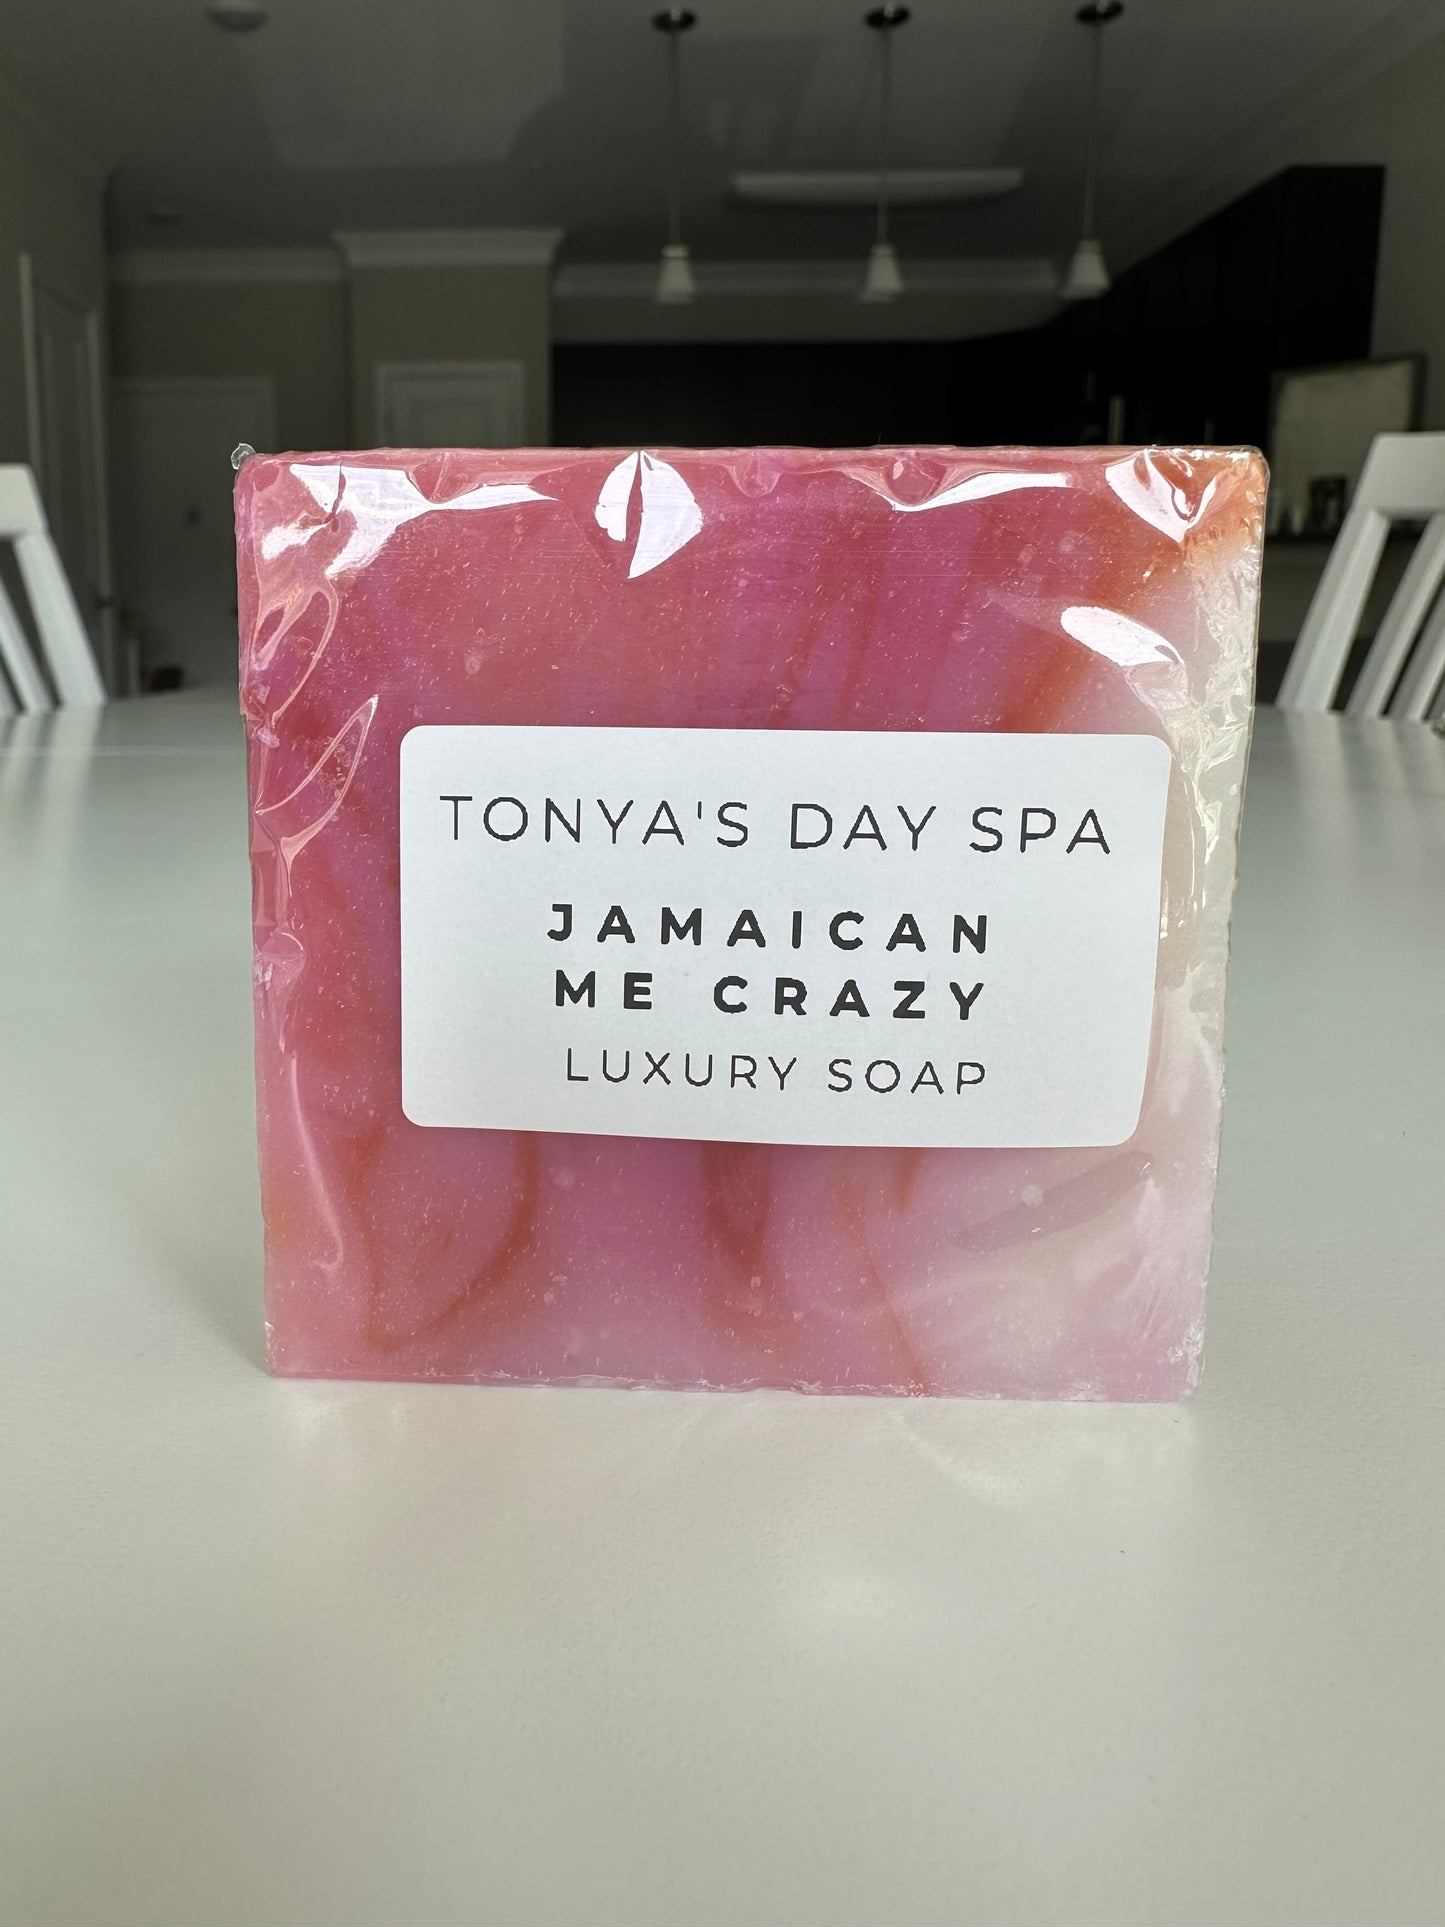 TONYA'S DAY SPA
JAMAICAN
ME CRAZY
LUXURY SOAP